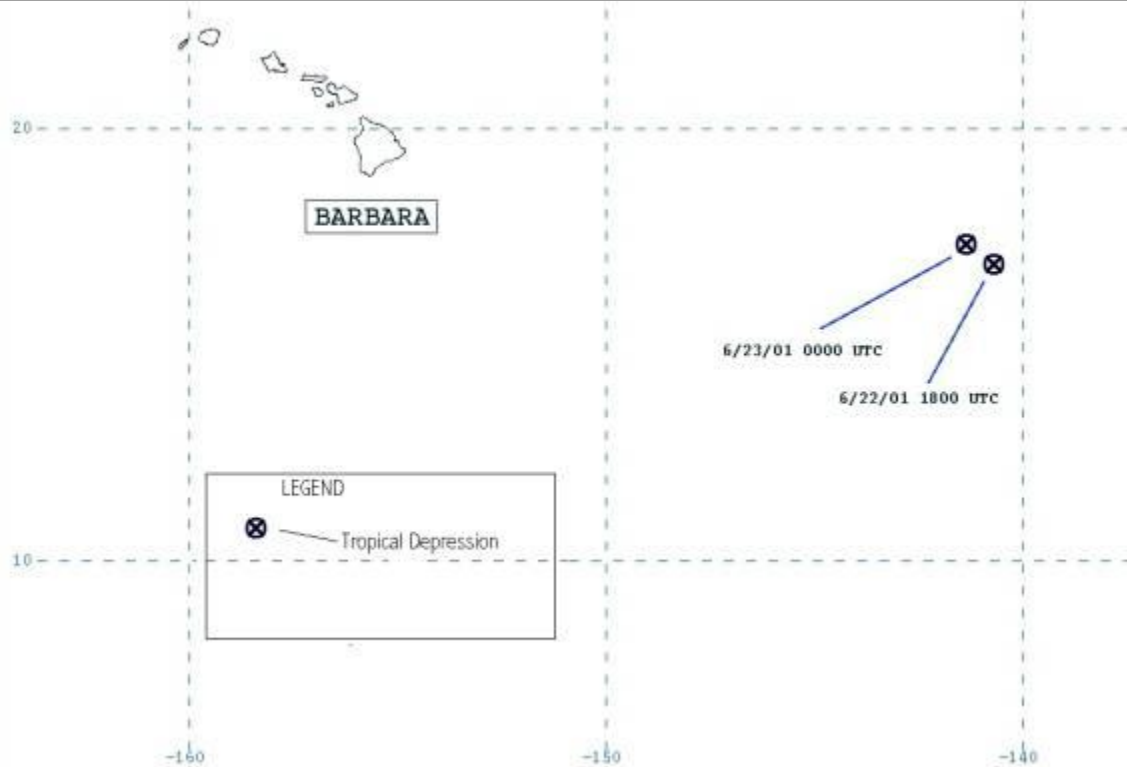 20
BARBARA
6/23/01 0000 UTC
6/22/01 1800 UTC
LEGEND
Tropical Depression
10
-160
-150
-140